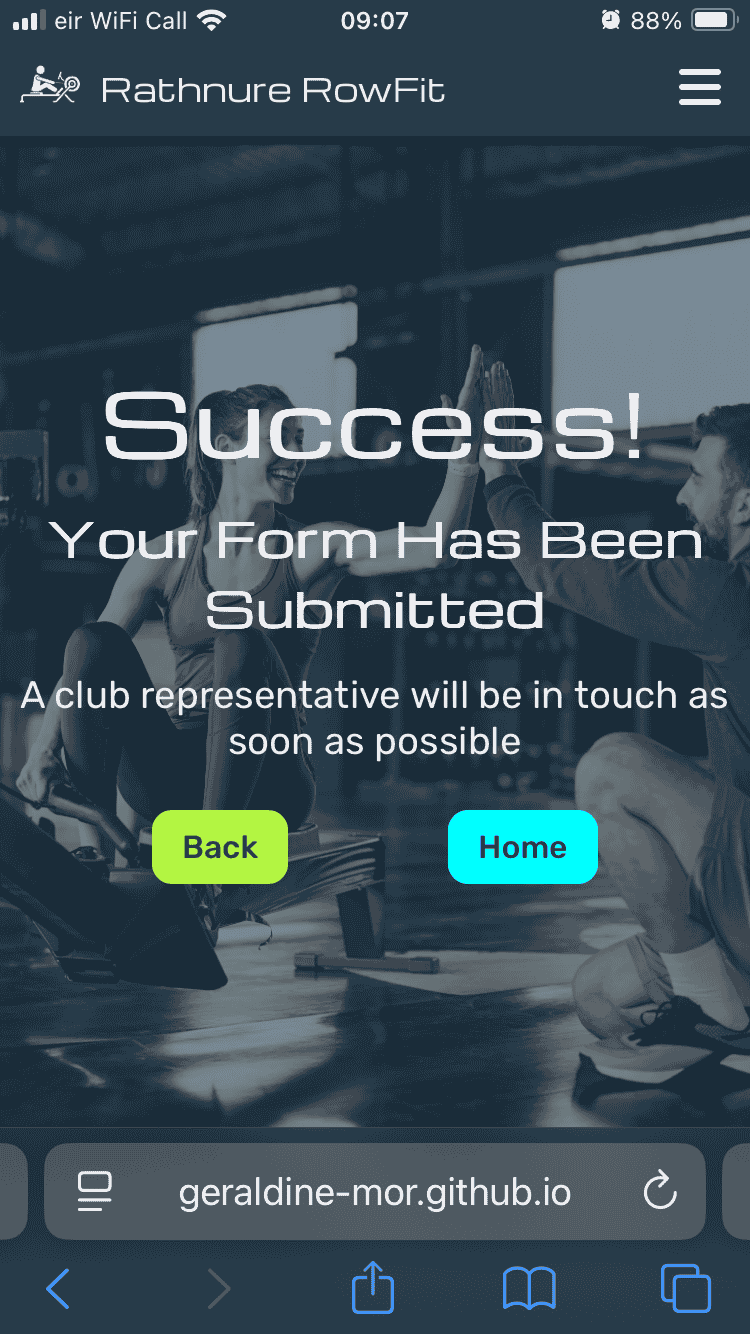 eir WiFi Call 09:07 88%
Rathnure RowFit
Success!
Your Form Has Been
Submitted
A club representative will be in touch as
soon as possible
Back Home
geraldine-mor.github.io